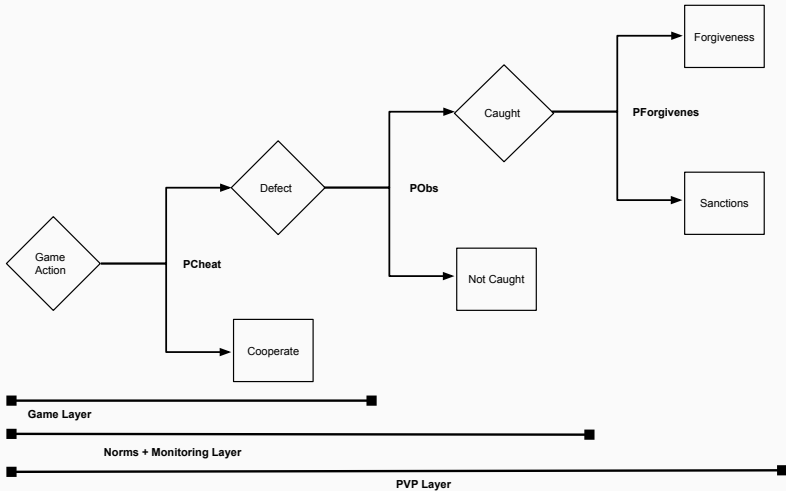 Forgiveness
Caught
PForgivenes
Defect
PObs
Sanctions
Game
Action
PCheat
Not Caught
Cooperate
Game Layer
Norms + Monitoring Layer
PVP Layer